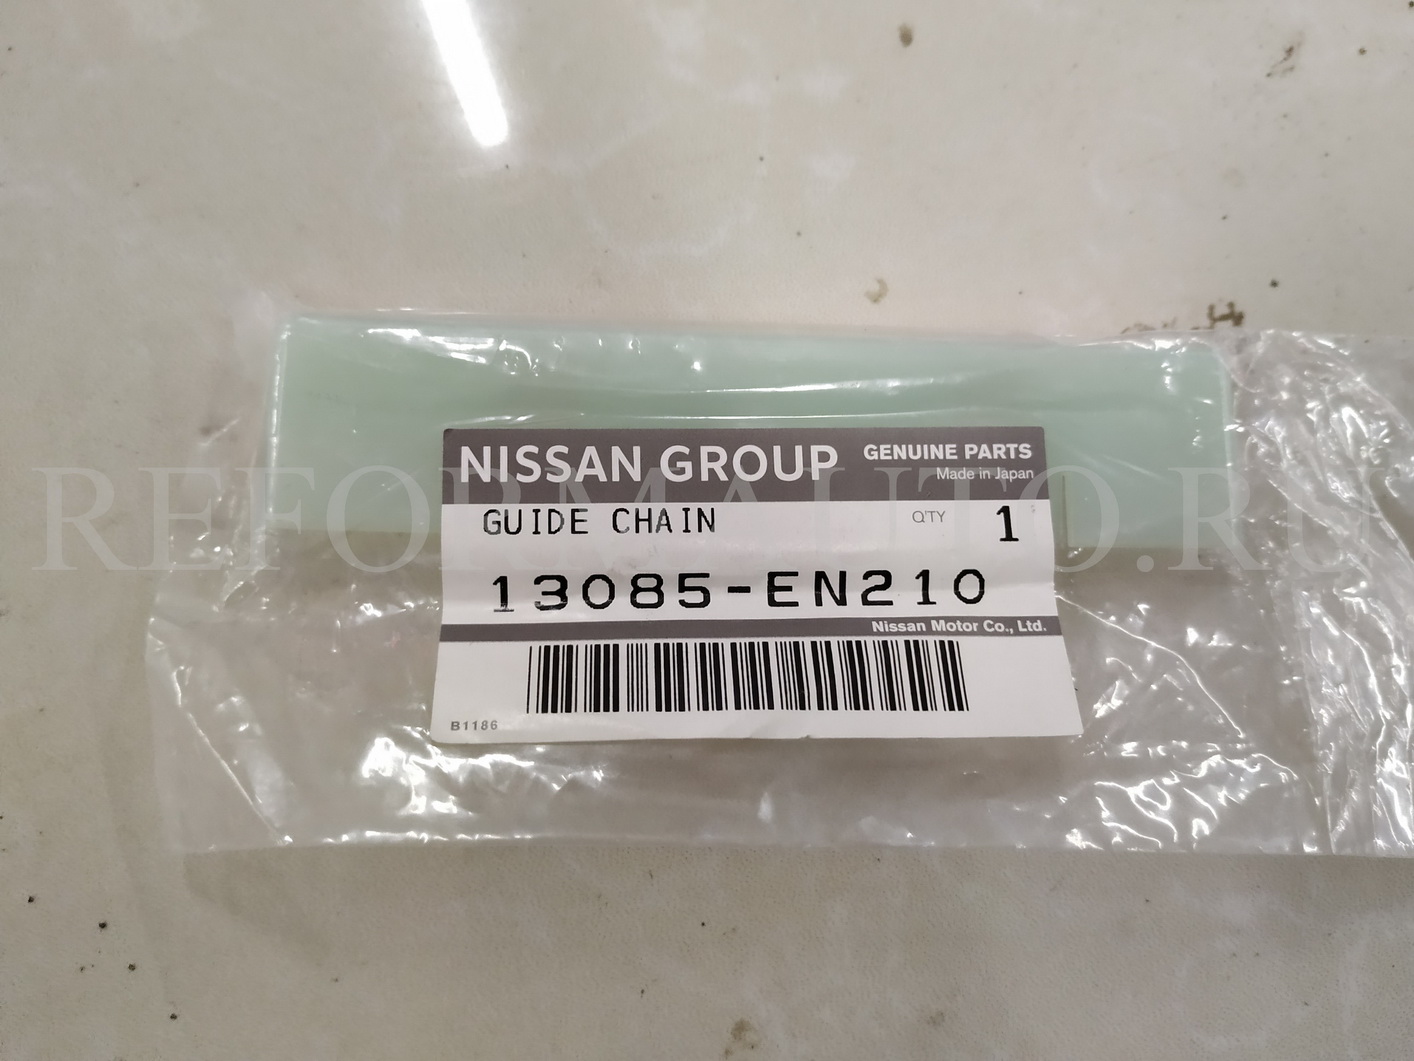 NISSAN GROUP GENUINE PARTS
Made in Japan
GUIDE CHAIN Q'TY 1
13085-EN210
Nissan Motor Co., Ltd.
B1186
REFORMAUTO.RU